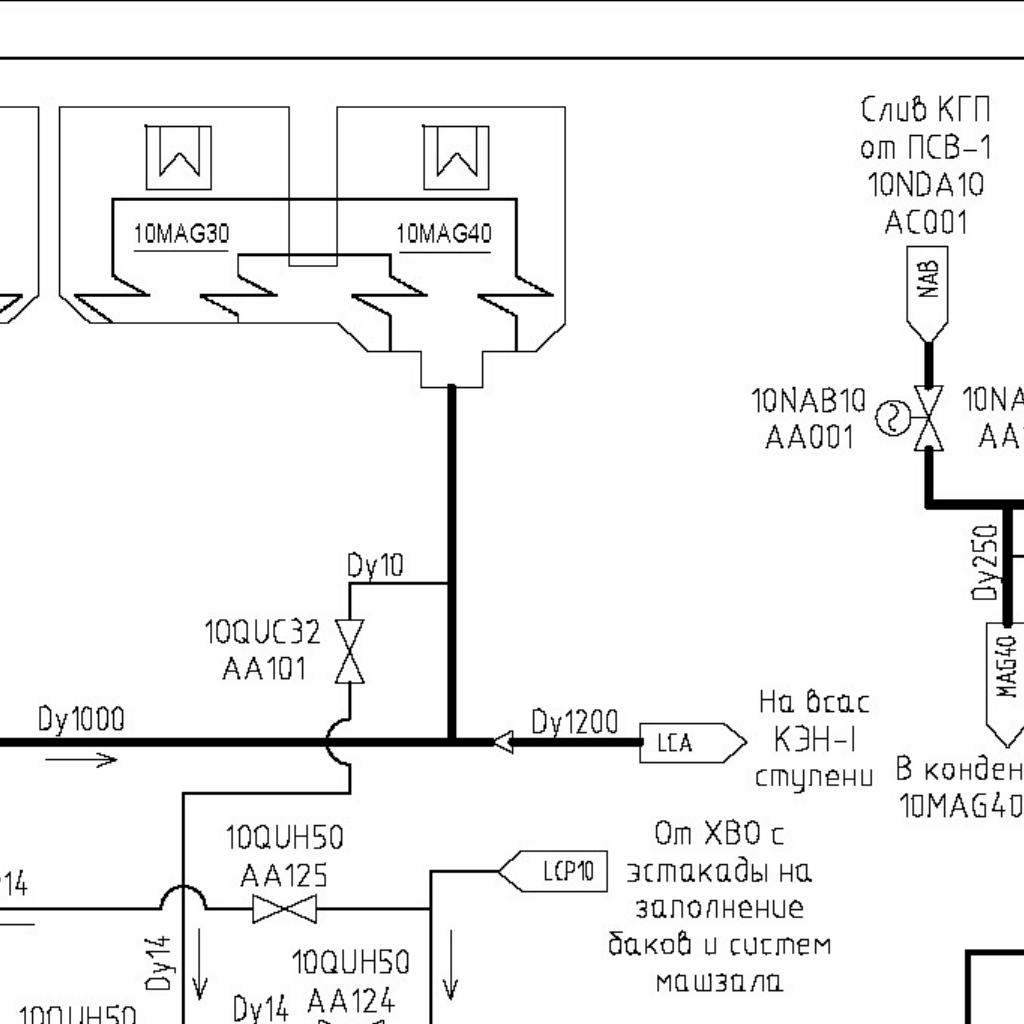 Слив КГП
от ПСВ-1
10NDA10
AC001
NAB
10MAG30
10MAG40
10NAB10
AA001
10NA
AA
Dy250
MAG40
Dy10
10QUC32
AA101
Dy1000
Dy1200
LCA
На всас
КЭН-I
ступени
В конден
10MAG40
10QUH50
AA125
LCP10
От ХВО с
эстакады на
заполнение
баков и систем
машзала
14
Dy14
10QUH50
AA124
Dy14
10QUH50